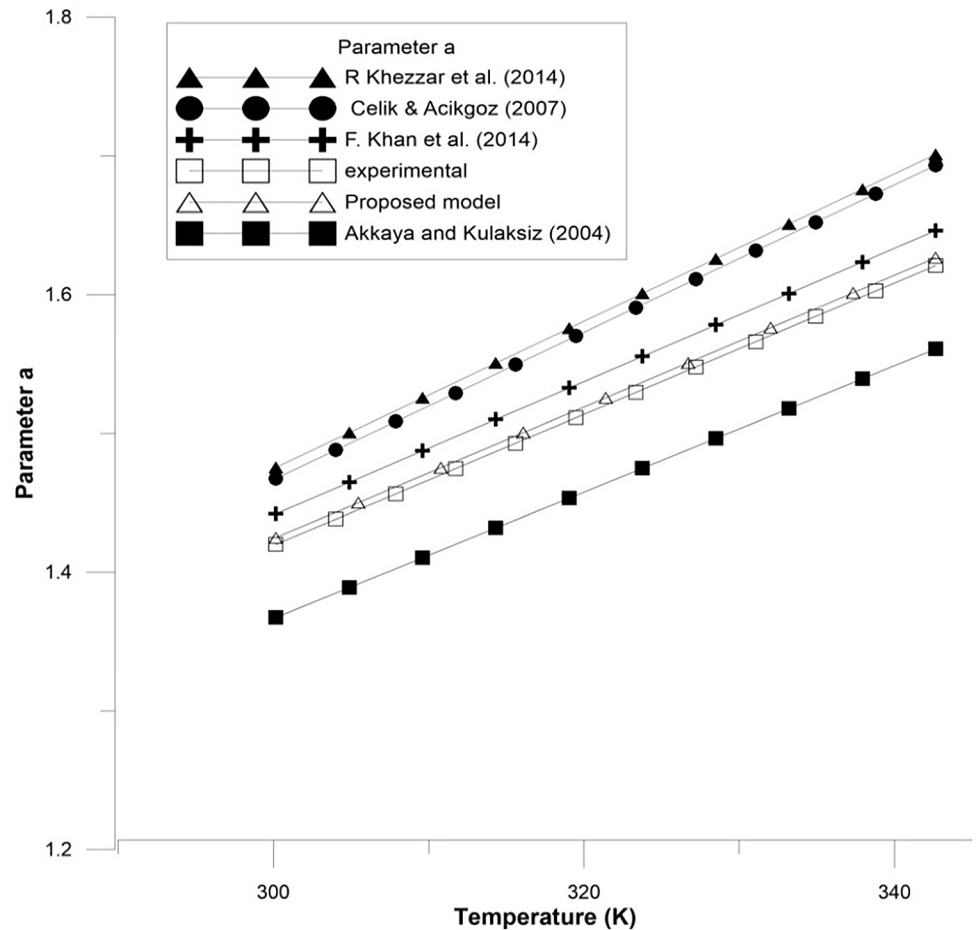 1.8
Parameter a
R Khezzar et al. (2014)
Celik & Acikgoz (2007)
F. Khan et al. (2014)
experimental
Proposed model
Akkaya and Kulaksiz (2004)
1.6
Parameter a
1.4
1.2
300 320 340
Temperature (K)